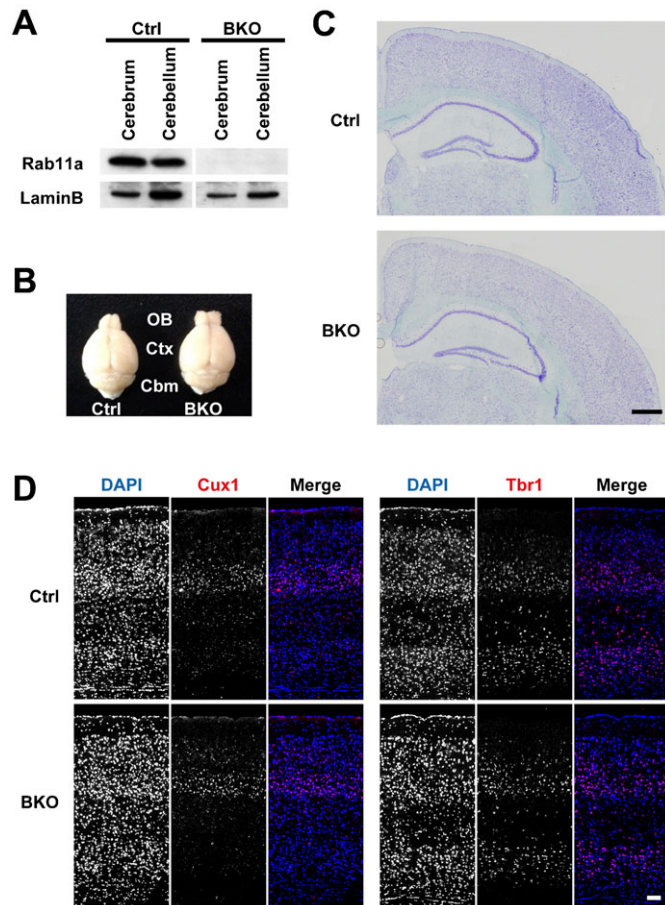 A
Ctrl BKO
Cerebrum Cerebellum Cerebrum Cerebellum
Rab11a
LaminB
B
OB
Ctx
Cbm
Ctrl BKO
C
Ctrl
BKO
D
DAPI Cux1 Merge DAPI Tbr1 Merge
Ctrl
BKO